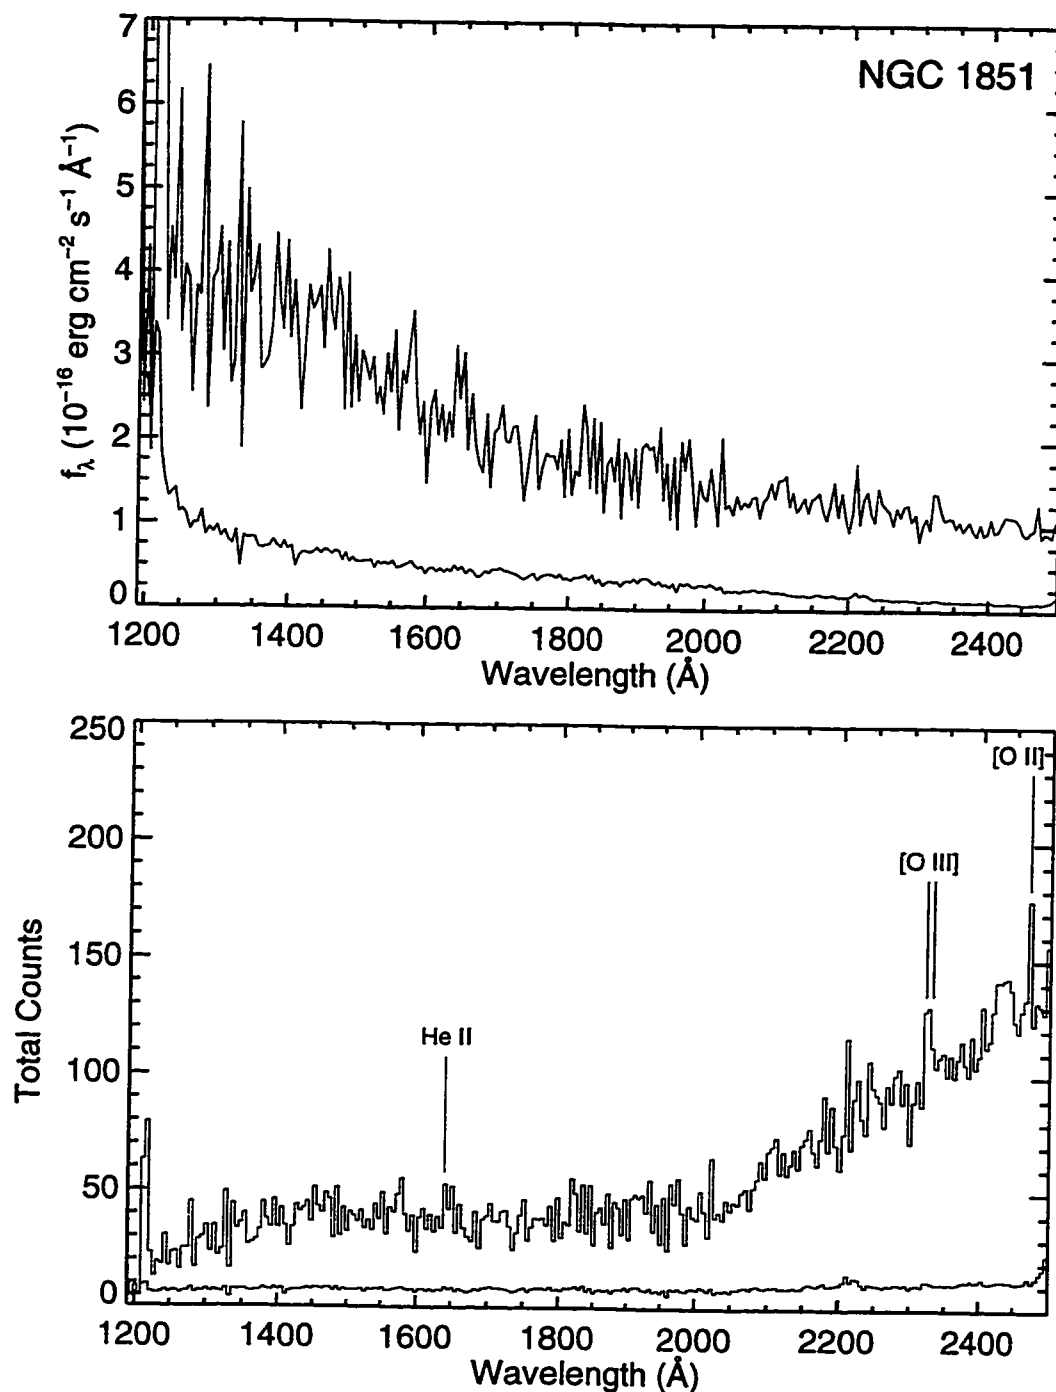 7
NGC 1851
6
5
4
3
2
1
0
f_λ (10⁻¹⁶ erg cm⁻² s⁻¹ Å⁻¹)
1200 1400 1600 1800 2000 2200 2400
Wavelength (Å)
250
[O II]
200
[O III]
150
He II
100
50
0
Total Counts
1200 1400 1600 1800 2000 2200 2400
Wavelength (Å)